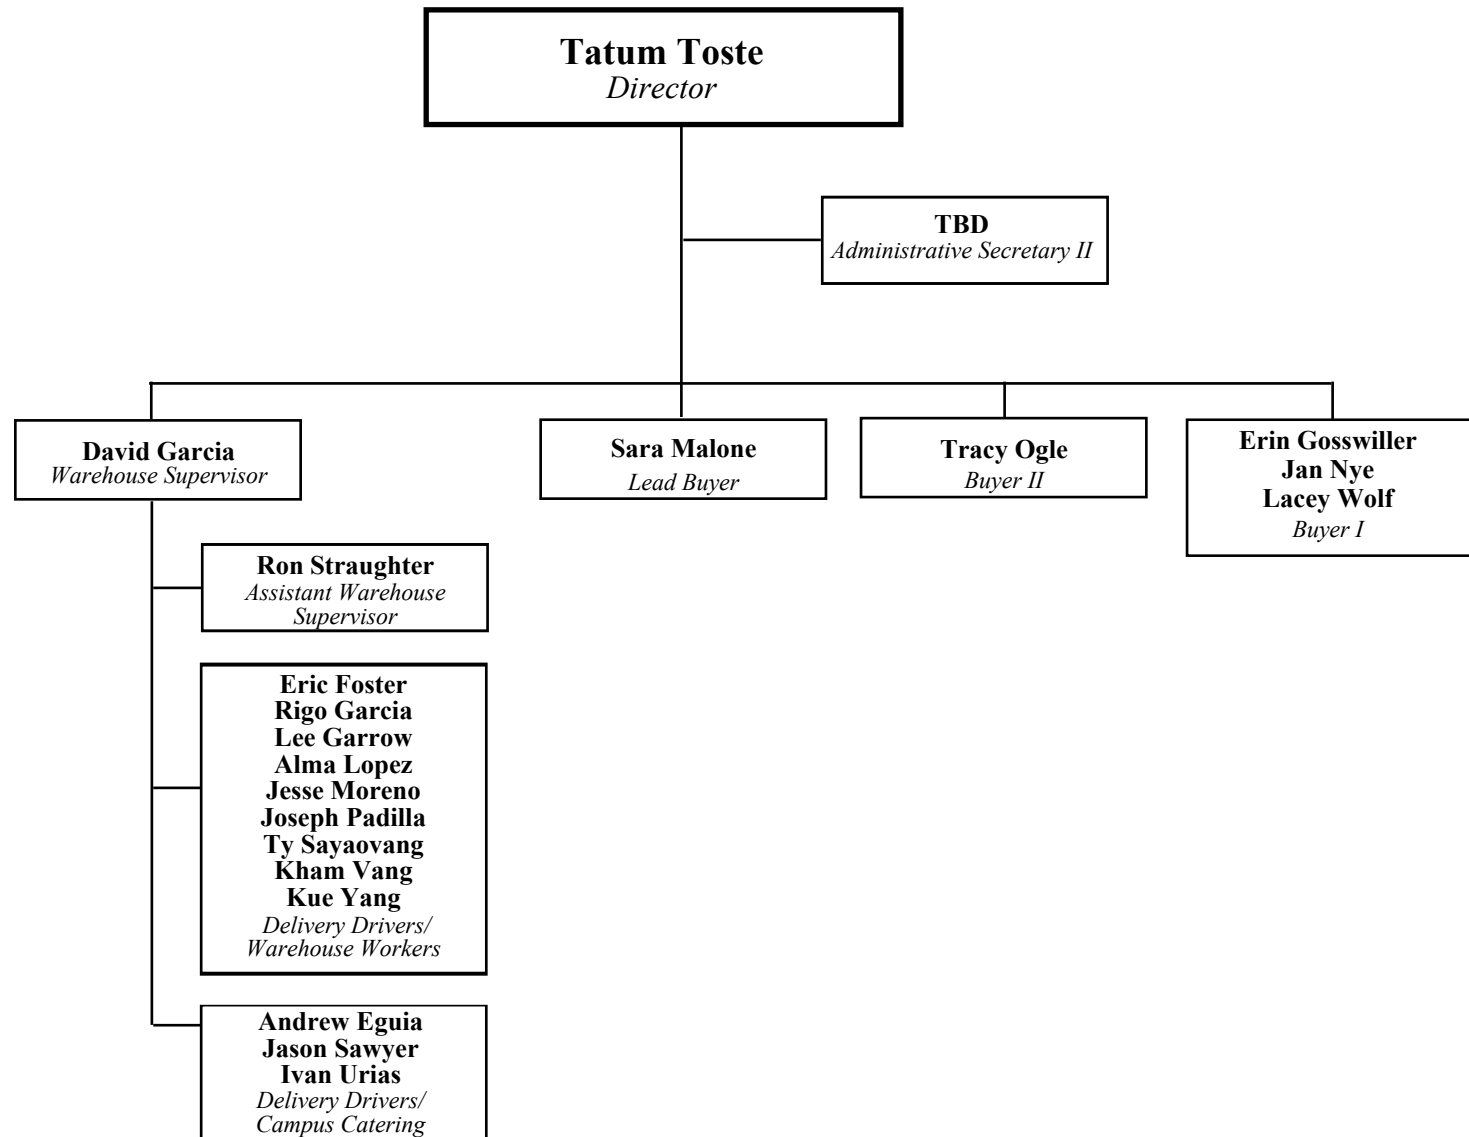 Tatum Toste
Director
TBD
Administrative Secretary II
David Garcia
Warehouse Supervisor
Sara Malone
Lead Buyer
Tracy Ogle
Buyer II
Erin Gosswiller
Jan Nye
Lacey Wolf
Buyer I
Ron Straughter
Assistant Warehouse
Supervisor
Eric Foster
Rigo Garcia
Lee Garrow
Alma Lopez
Jesse Moreno
Joseph Padilla
Ty Sayaovang
Kham Vang
Kue Yang
Delivery Drivers/
Warehouse Workers
Andrew Eguia
Jason Sawyer
Ivan Urias
Delivery Drivers/
Campus Catering